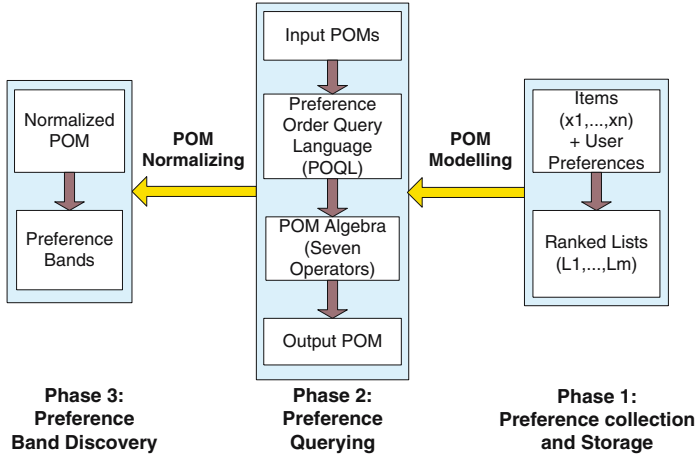 Input POMs
Preference
Order Query
Language
(POQL)
POM Algebra
(Seven
Operators)
Output POM
Normalized
POM
Preference
Bands
POM
Normalizing
POM
Modelling
Items
(x1,...,xn)
+ User
Preferences
Ranked Lists
(L1,...,Lm)
Phase 3:
Preference
Band Discovery
Phase 2:
Preference
Querying
Phase 1:
Preference collection
and Storage